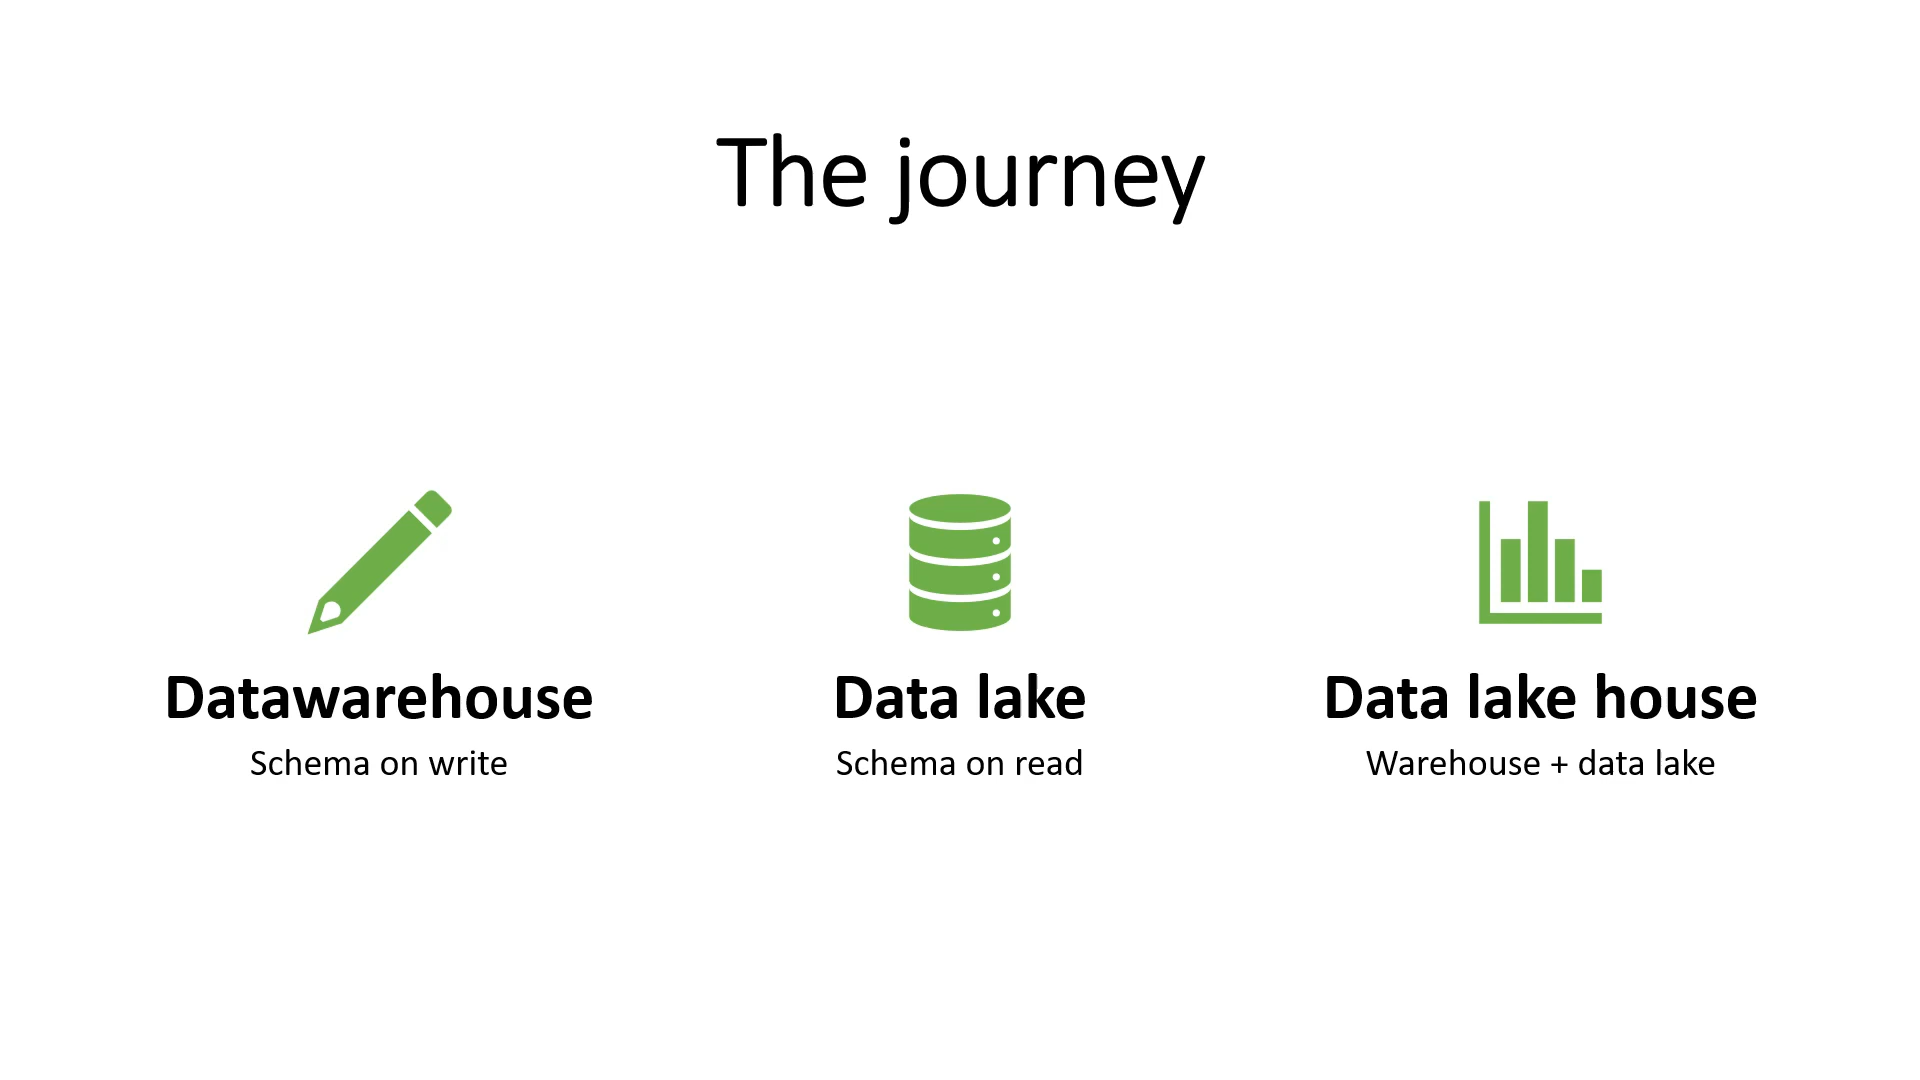 The journey
Datawarehouse
Schema on write
Data lake
Schema on read
Data lake house
Warehouse + data lake